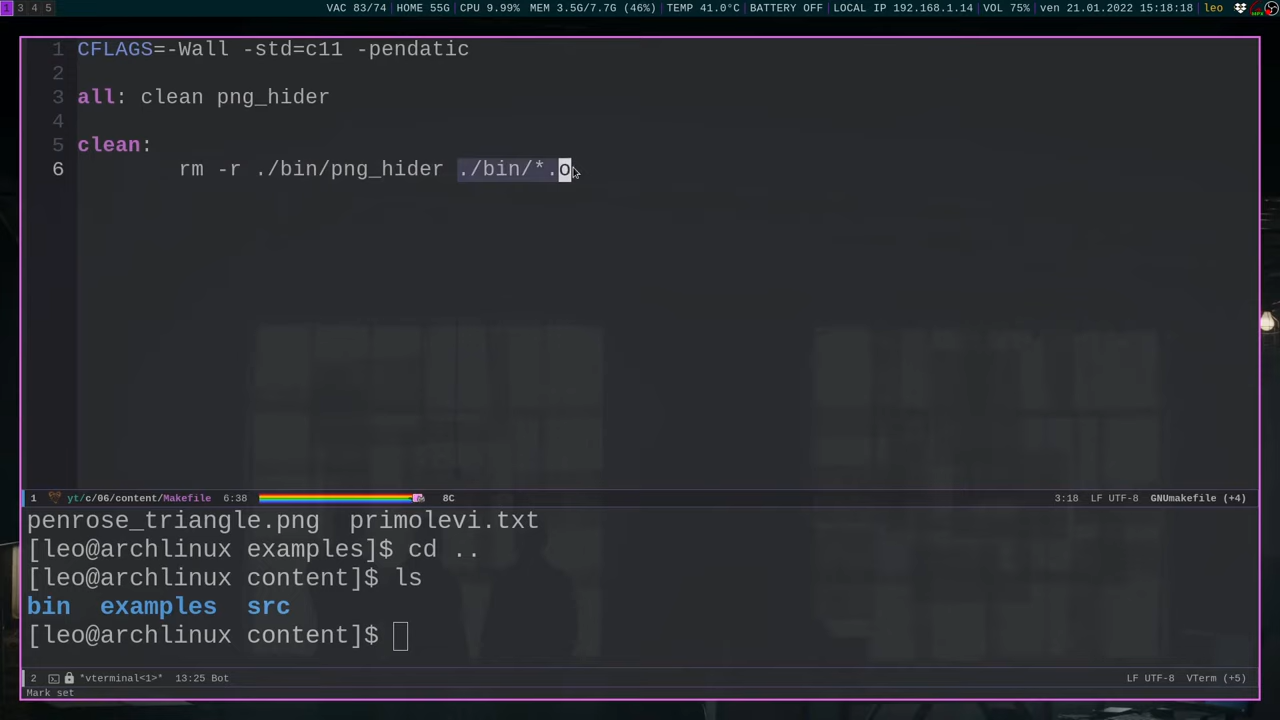 1 3 4 5 VAC 83/74 | HOME 55G | CPU 9.99% | MEM 3.5G/7.7G (46%) | TEMP 41.0°C | BATTERY OFF | LOCAL IP 192.168.1.14 | VOL 75% | ven 21.01.2022 15:18:18 | leo
1 CFLAGS=-Wall -std=c11 -pendatic
2
3 all: clean png_hider
4
5 clean:
6 rm -r ./bin/png_hider ./bin/*.o
1 yt/c/06/content/Makefile 6:38 8C 3:18 LF UTF-8 GNUmakefile (+4)
penrose_triangle.png primolevi.txt
[leo@archlinux examples]$ cd ..
[leo@archlinux content]$ ls
bin examples src
[leo@archlinux content]$
2 *vterminal<1>* 13:25 Bot LF UTF-8 VTerm (+5)
Mark set